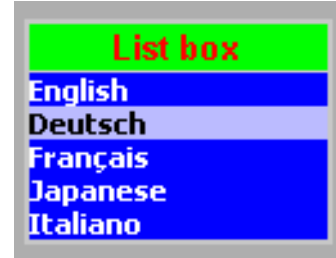 List box
English
Deutsch
Français
Japanese
Italiano